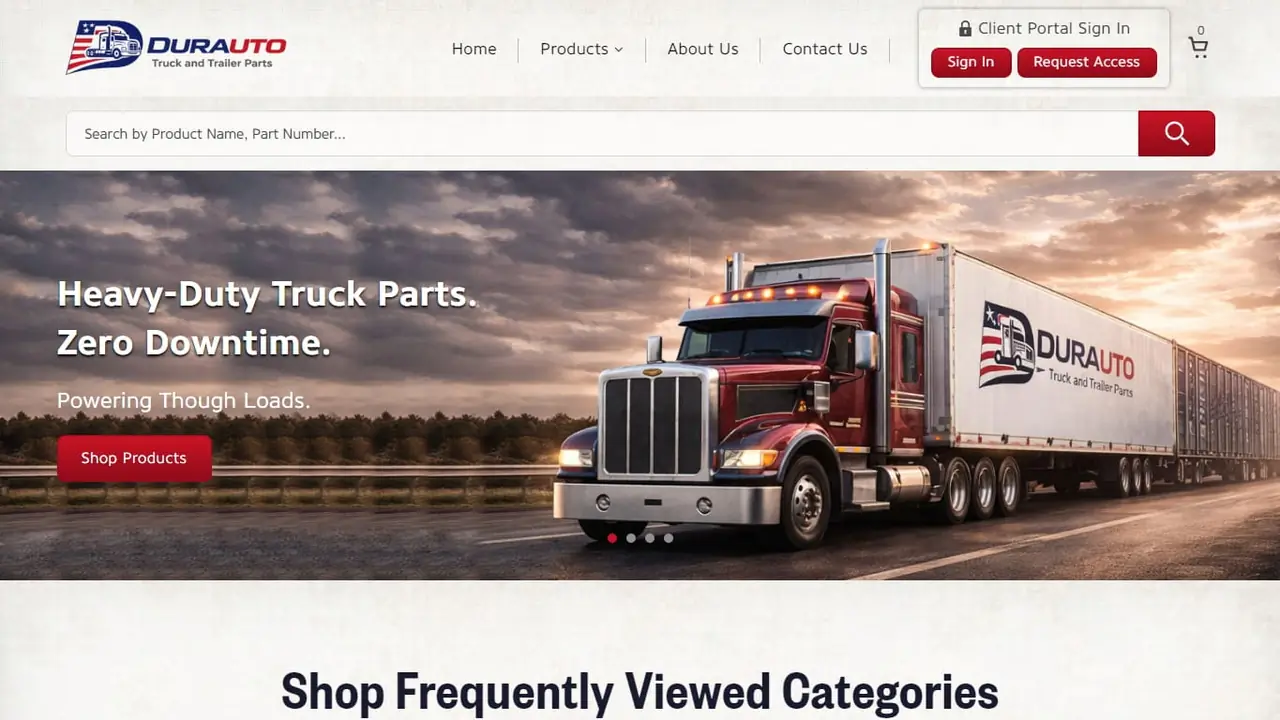 DURAUTO
Truck and Trailer Parts
Home
Products
About Us
Contact Us
Client Portal Sign In
Sign In
Request Access
0
Search by Product Name, Part Number...
Heavy-Duty Truck Parts.
Zero Downtime.
Powering Though Loads.
Shop Products
DURAUTO
Truck and Trailer Parts
Shop Frequently Viewed Categories